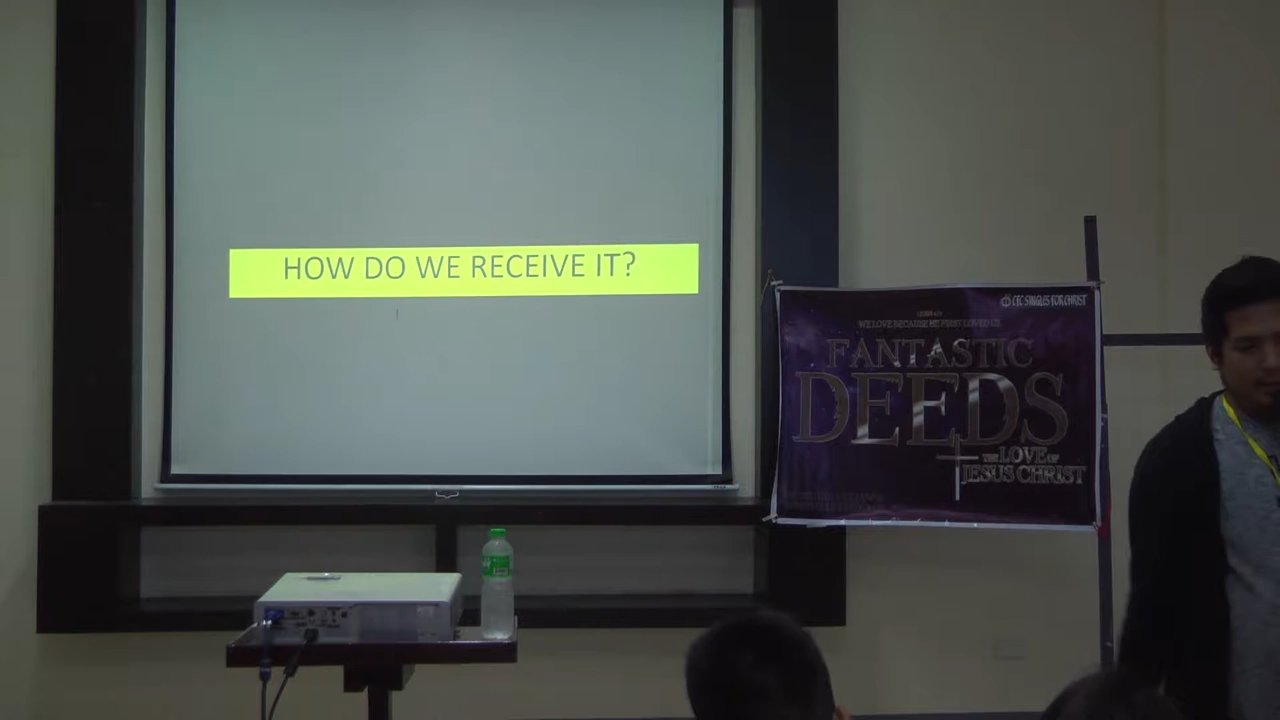 HOW DO WE RECEIVE IT?
CFC SINGLES FOR CHRIST
WE LOVE BECAUSE HE FIRST LOVED US
FANTASTIC
DEEDS
THE LOVE OF
JESUS CHRIST